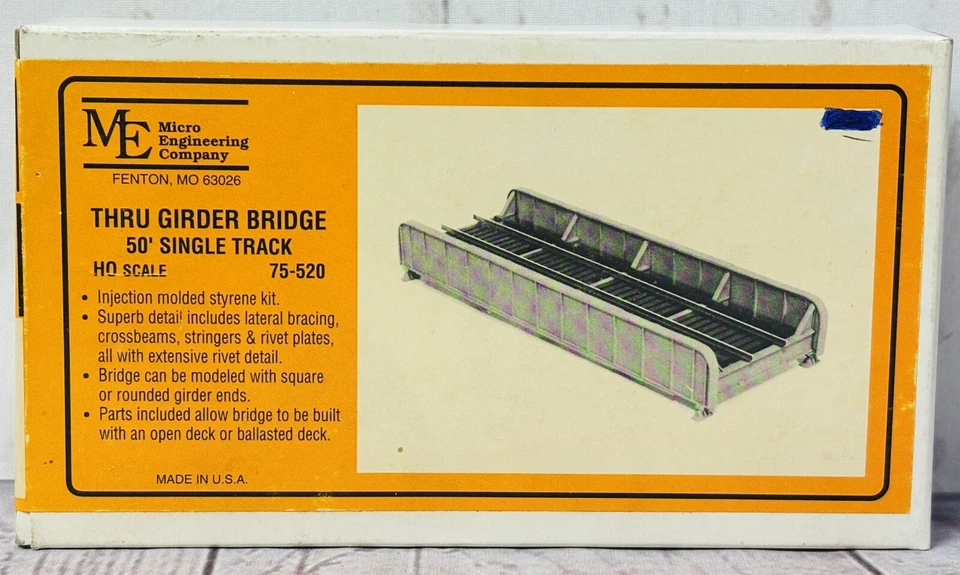 ME Micro
Engineering
Company
FENTON, MO 63026
THRU GIRDER BRIDGE
50' SINGLE TRACK
HO SCALE 75-520
• Injection molded styrene kit.
• Superb detail includes lateral bracing,
crossbeams, stringers & rivet plates,
all with extensive rivet detail.
• Bridge can be modeled with square
or rounded girder ends.
• Parts included allow bridge to be built
with an open deck or ballasted deck.
MADE IN U.S.A.